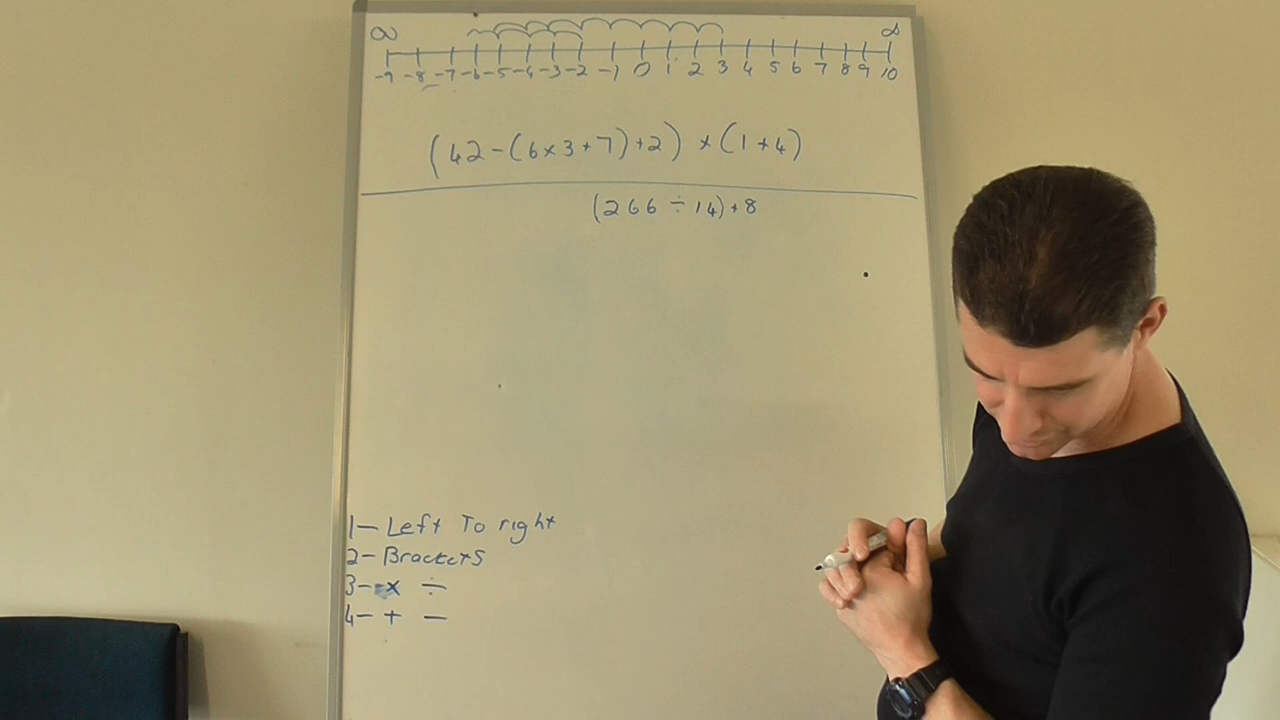 ∞ ∞
-9 -8 -7 -6 -5 -4 -3 -2 -1 0 1 2 3 4 5 6 7 8 9 10
(42-(6×3+7)+2) × (1+4)
(266 ÷ 14)+8
1- Left To right
2- Brackets
3- × ÷
4- + -